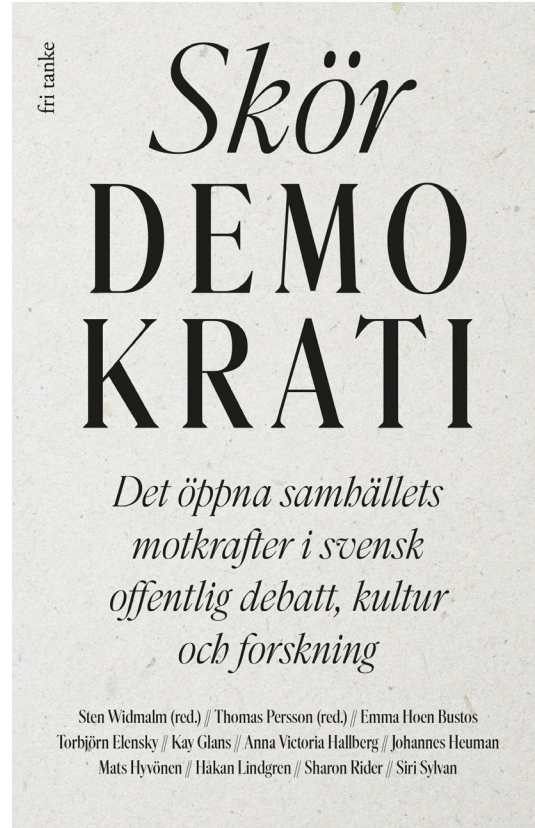 fri tanke
Skör
DEMO
KRATI
Det öppna samhällets
motkrafter i svensk
offentlig debatt, kultur
och forskning
Sten Widmalm (red.) // Thomas Persson (red.) // Emma Hoen Bustos
Torbjörn Elensky // Kay Glans // Anna Victoria Hallberg // Johannes Heuman
Mats Hyvönen // Håkan Lindgren // Sharon Rider // Siri Sylvan